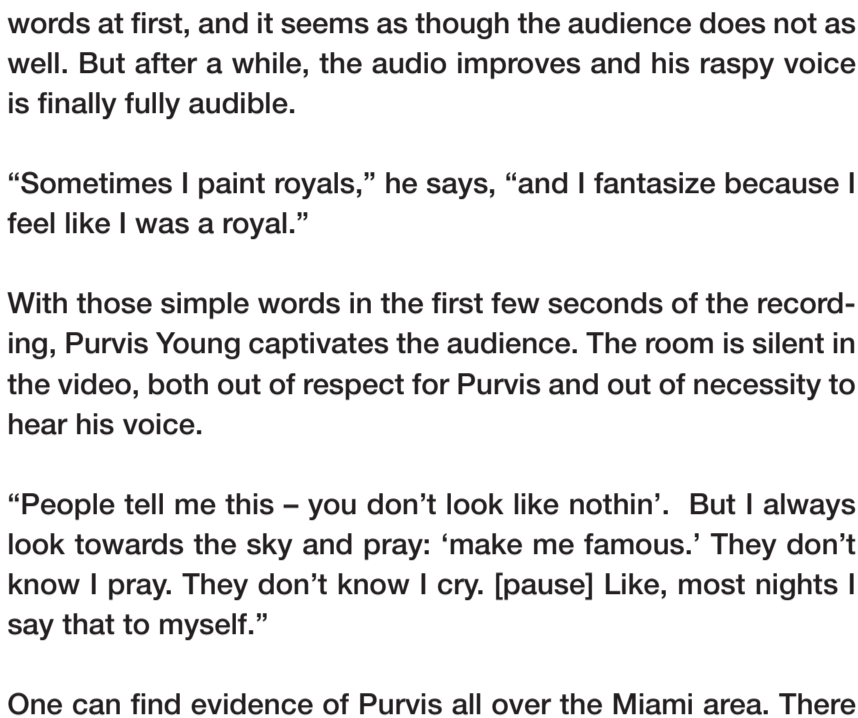 words at first, and it seems as though the audience does not as
well. But after a while, the audio improves and his raspy voice
is finally fully audible.
“Sometimes I paint royals,” he says, “and I fantasize because I
feel like I was a royal.”
With those simple words in the first few seconds of the record-
ing, Purvis Young captivates the audience. The room is silent in
the video, both out of respect for Purvis and out of necessity to
hear his voice.
“People tell me this – you don’t look like nothin’.  But I always
look towards the sky and pray: ‘make me famous.’ They don’t
know I pray. They don’t know I cry. [pause] Like, most nights I
say that to myself.”
One can find evidence of Purvis all over the Miami area. There